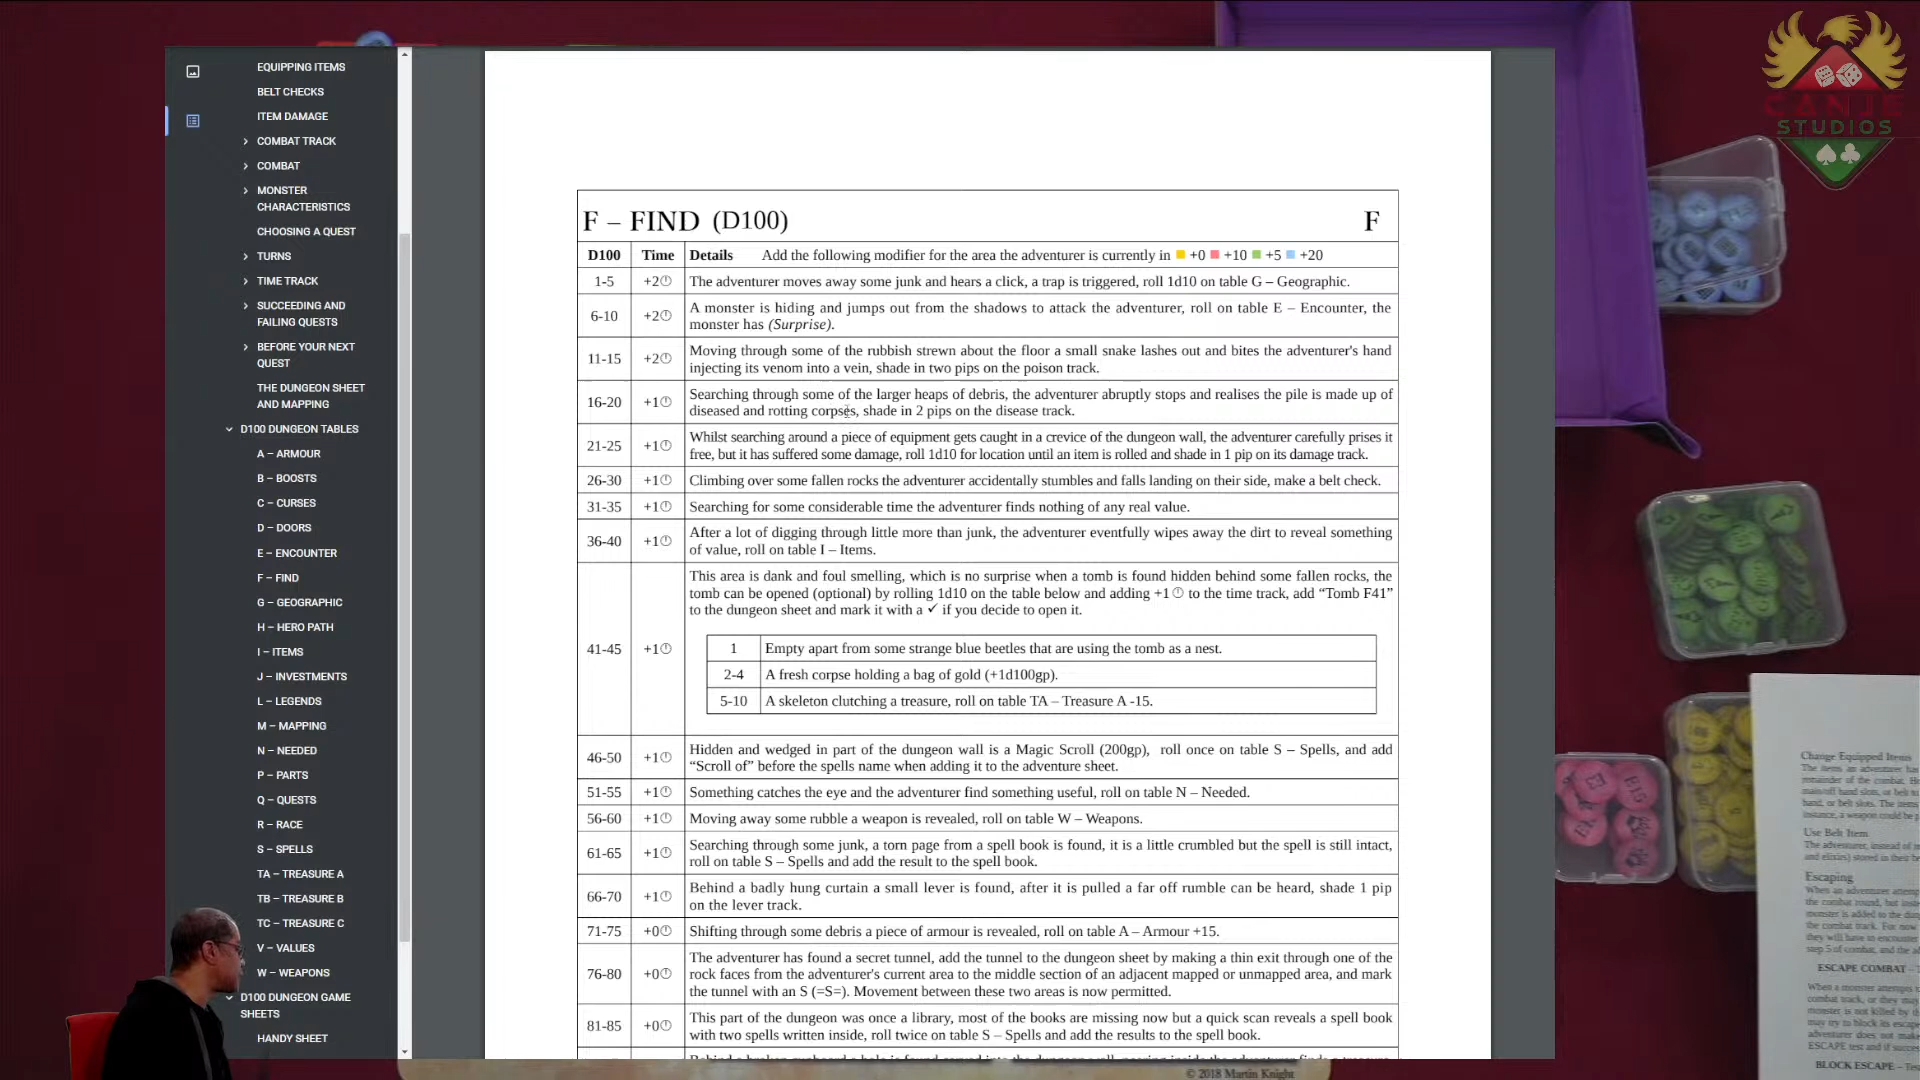 EQUIPPING ITEMS
BELT CHECKS
ITEM DAMAGE
COMBAT TRACK
COMBAT
MONSTER
CHARACTERISTICS
CHOOSING A QUEST
TURNS
TIME TRACK
SUCCEEDING AND
FAILING QUESTS
BEFORE YOUR NEXT
QUEST
THE DUNGEON SHEET
AND MAPPING
D100 DUNGEON TABLES
A – ARMOUR
B – BOOSTS
C – CURSES
D – DOORS
E – ENCOUNTER
F – FIND
G – GEOGRAPHIC
H – HERO PATH
I – ITEMS
J – INVESTMENTS
L – LEGENDS
M – MAPPING
N – NEEDED
P – PARTS
Q – QUESTS
R – RACE
S – SPELLS
TA – TREASURE A
TB – TREASURE B
TC – TREASURE C
V – VALUES
W – WEAPONS
D100 DUNGEON GAME
SHEETS
HANDY SHEET
F – FIND (D100) F
D100 Time Details Add the following modifier for the area the adventurer is currently in +0 +10 +5 +20
1-5 +2 The adventurer moves away some junk and hears a click, a trap is triggered, roll 1d10 on table G – Geographic.
6-10 +2 A monster is hiding and jumps out from the shadows to attack the adventurer, roll on table E – Encounter, the
monster has (Surprise).
11-15 +2 Moving through some of the rubbish strewn about the floor a small snake lashes out and bites the adventurer's hand
injecting its venom into a vein, shade in two pips on the poison track.
16-20 +1 Searching through some of the larger heaps of debris, the adventurer abruptly stops and realises the pile is made up of
diseased and rotting corpses, shade in 2 pips on the disease track.
21-25 +1 Whilst searching around a piece of equipment gets caught in a crevice of the dungeon wall, the adventurer carefully prises it
free, but it has suffered some damage, roll 1d10 for location until an item is rolled and shade in 1 pip on its damage track.
26-30 +1 Climbing over some fallen rocks the adventurer accidentally stumbles and falls landing on their side, make a belt check.
31-35 +1 Searching for some considerable time the adventurer finds nothing of any real value.
36-40 +1 After a lot of digging through little more than junk, the adventurer eventfully wipes away the dirt to reveal something
of value, roll on table I – Items.
41-45 +1 This area is dank and foul smelling, which is no surprise when a tomb is found hidden behind some fallen rocks, the
tomb can be opened (optional) by rolling 1d10 on the table below and adding +1 to the time track, add “Tomb F41”
to the dungeon sheet and mark it with a ✓ if you decide to open it.
1 Empty apart from some strange blue beetles that are using the tomb as a nest.
2-4 A fresh corpse holding a bag of gold (+1d100gp).
5-10 A skeleton clutching a treasure, roll on table TA – Treasure A -15.
46-50 +1 Hidden and wedged in part of the dungeon wall is a Magic Scroll (200gp), roll once on table S – Spells, and add
“Scroll of” before the spells name when adding it to the adventure sheet.
51-55 +1 Something catches the eye and the adventurer find something useful, roll on table N – Needed.
56-60 +1 Moving away some rubble a weapon is revealed, roll on table W – Weapons.
61-65 +1 Searching through some junk, a torn page from a spell book is found, it is a little crumbled but the spell is still intact,
roll on table S – Spells and add the result to the spell book.
66-70 +1 Behind a badly hung curtain a small lever is found, after it is pulled a far off rumble can be heard, shade 1 pip
on the lever track.
71-75 +0 Shifting through some debris a piece of armour is revealed, roll on table A – Armour +15.
76-80 +0 The adventurer has found a secret tunnel, add the tunnel to the dungeon sheet by making a thin exit through one of the
rock faces from the adventurer's current area to the middle section of an adjacent mapped or unmapped area, and mark
the tunnel with an S (=S=). Movement between these two areas is now permitted.
81-85 +0 This part of the dungeon was once a library, most of the books are missing now but a quick scan reveals a spell book
with two spells written inside, roll twice on table S – Spells and add the results to the spell book.
© 2018 Martin Knight
CANJE
STUDIOS
Change Equipped Items
Use Belt Item
Escaping
ESCAPE COMBAT –
BLOCK ESCAPE –